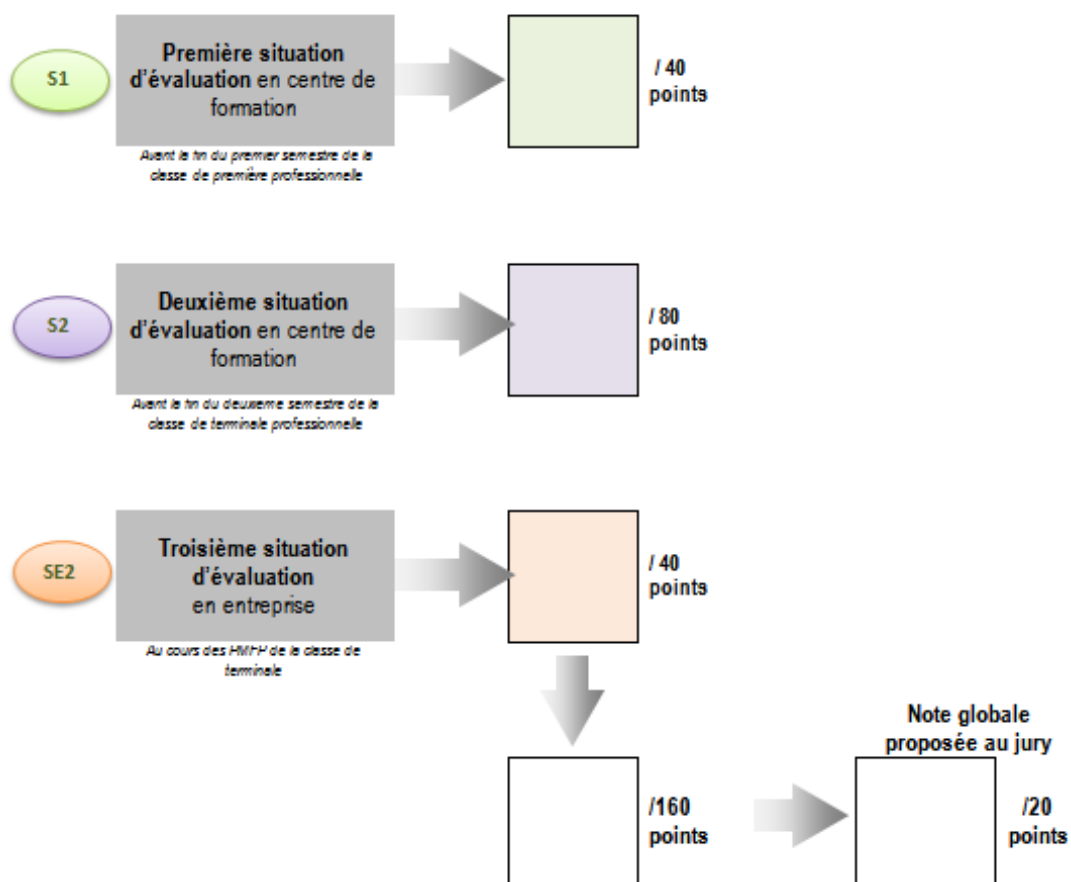 S1
Première situation
d'évaluation en centre de
formation
/ 40
points
Avant la fin du premier semestre de la
classe de première professionnelle
S2
Deuxième situation
d'évaluation en centre de
formation
/ 80
points
Avant la fin du deuxieme semestre de la
classe de terminale professionnelle
SE2
Troisième situation
d'évaluation
en entreprise
/ 40
points
Au cours des PMFP de la classe de
terminale
Note globale
proposée au jury
/160
points
/20
points